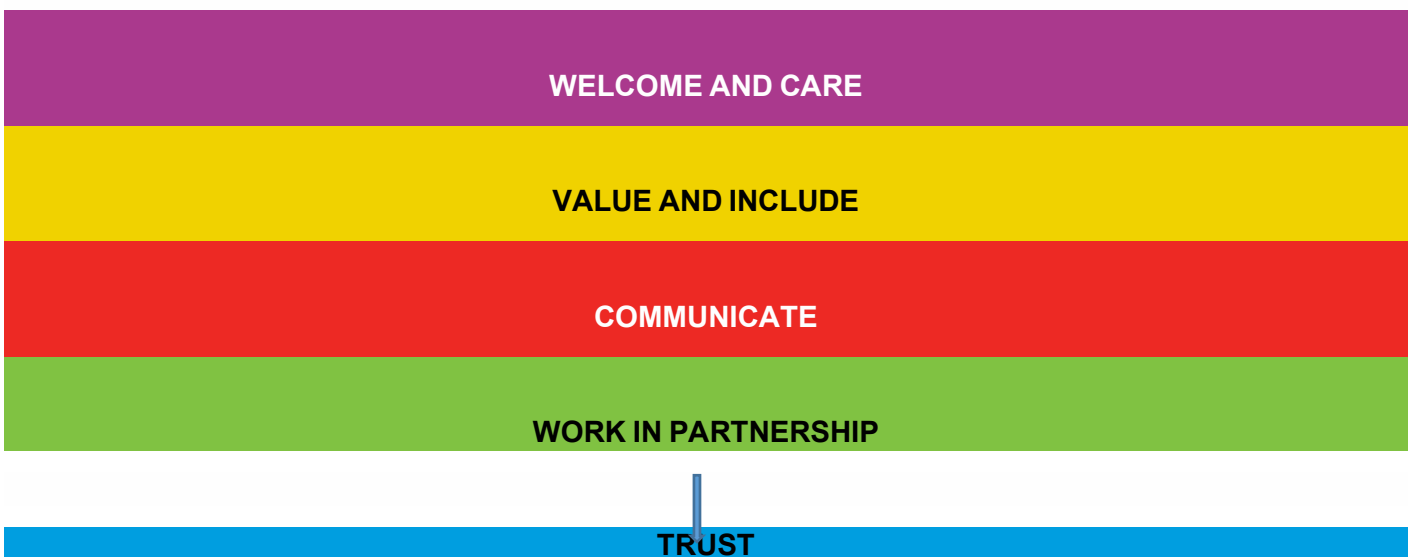 WELCOME AND CARE
VALUE AND INCLUDE
COMMUNICATE
WORK IN PARTNERSHIP
TRUST